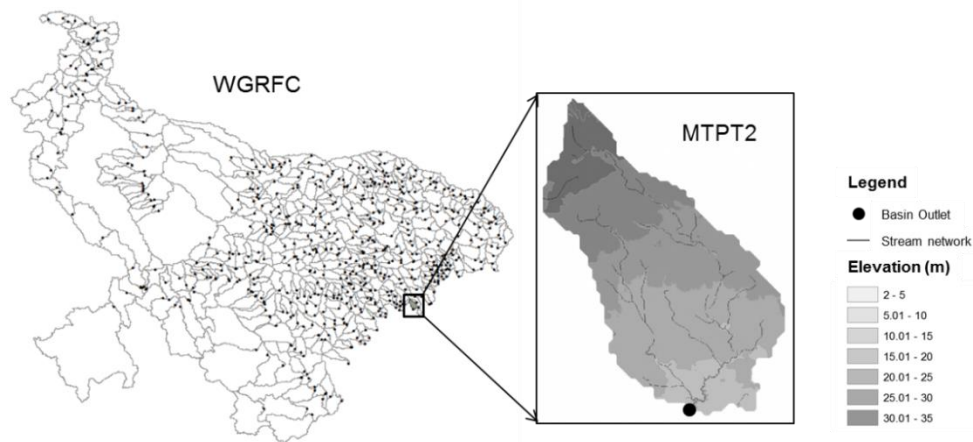 WGRFC
MTPT2
Legend
Basin Outlet
Stream network
Elevation (m)
2 - 5
5.01 - 10
10.01 - 15
15.01 - 20
20.01 - 25
25.01 - 30
30.01 - 35